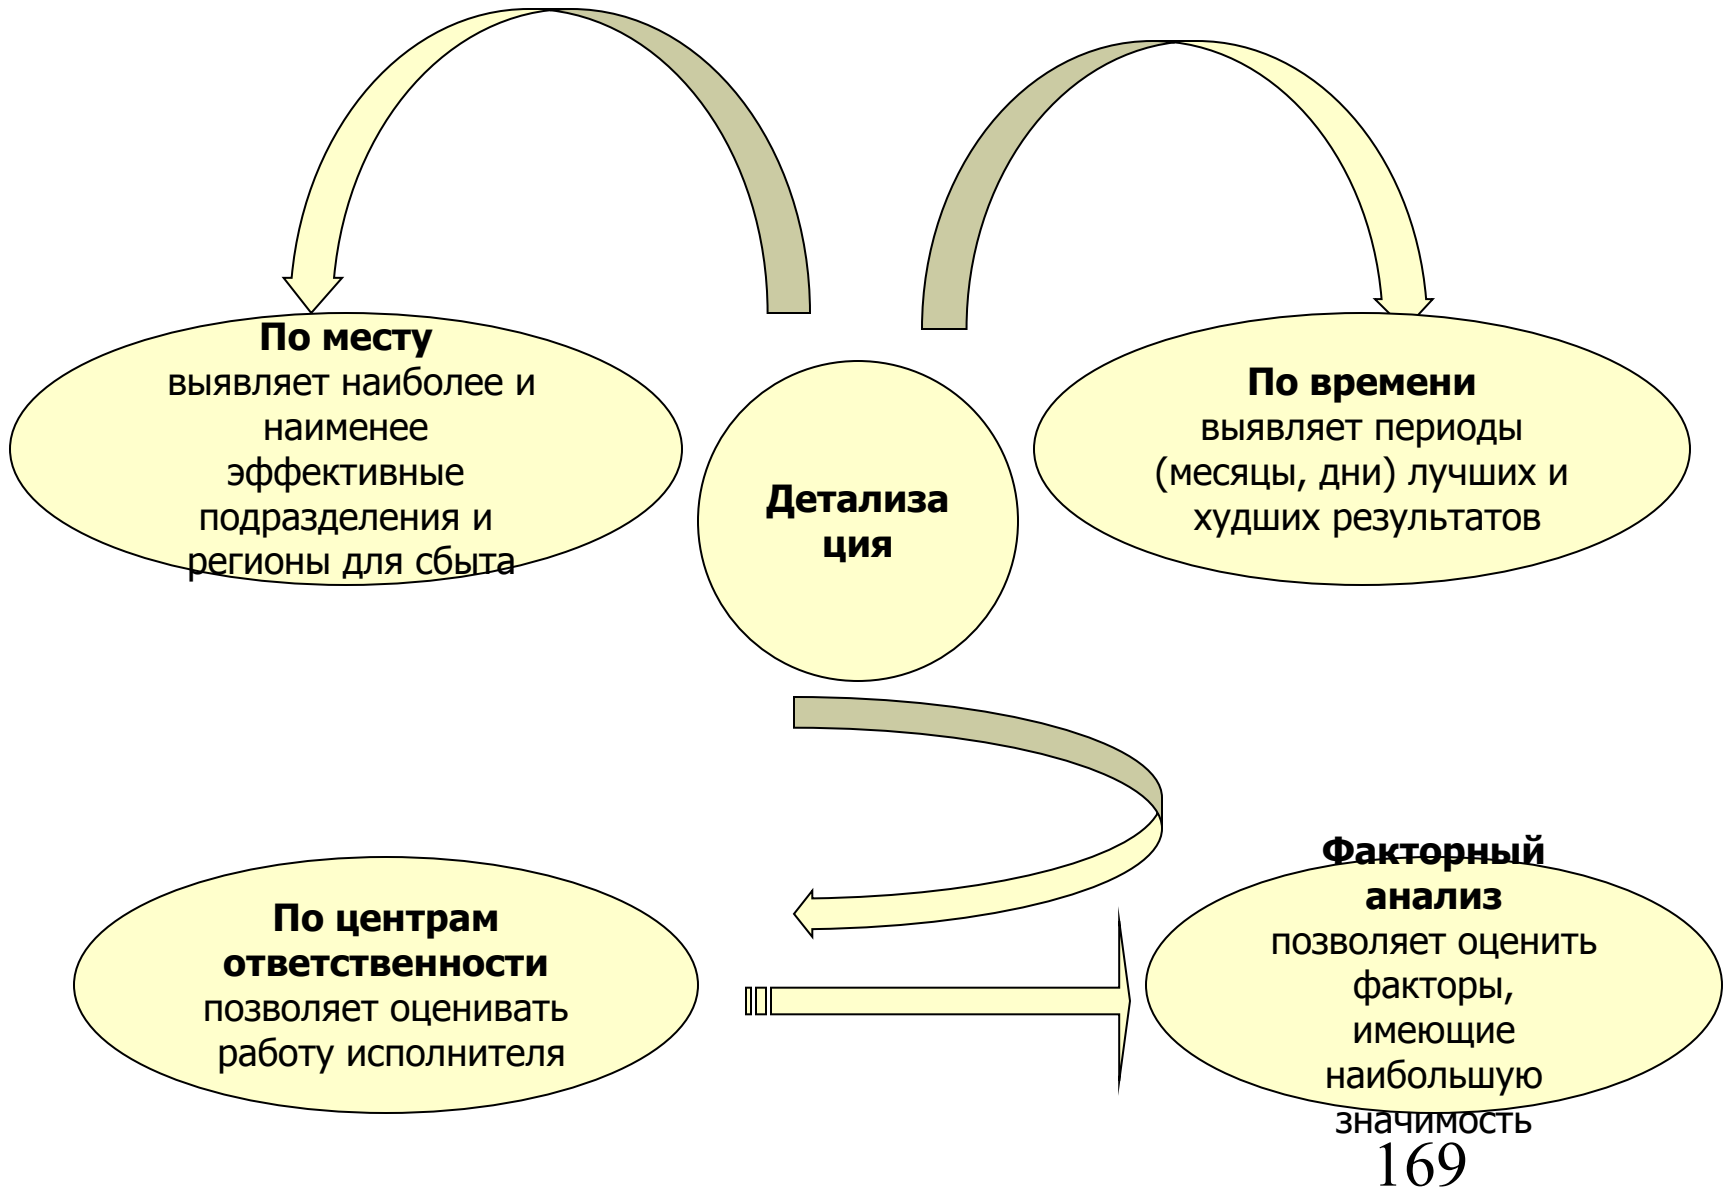 По месту
выявляет наиболее и
наименее
эффективные
подразделения и
регионы для сбыта
Детализа
ция
По времени
выявляет периоды
(месяцы, дни) лучших и
худших результатов
По центрам
ответственности
позволяет оценивать
работу исполнителя
Факторный
анализ
позволяет оценить
факторы,
имеющие
наибольшую
значимость
169